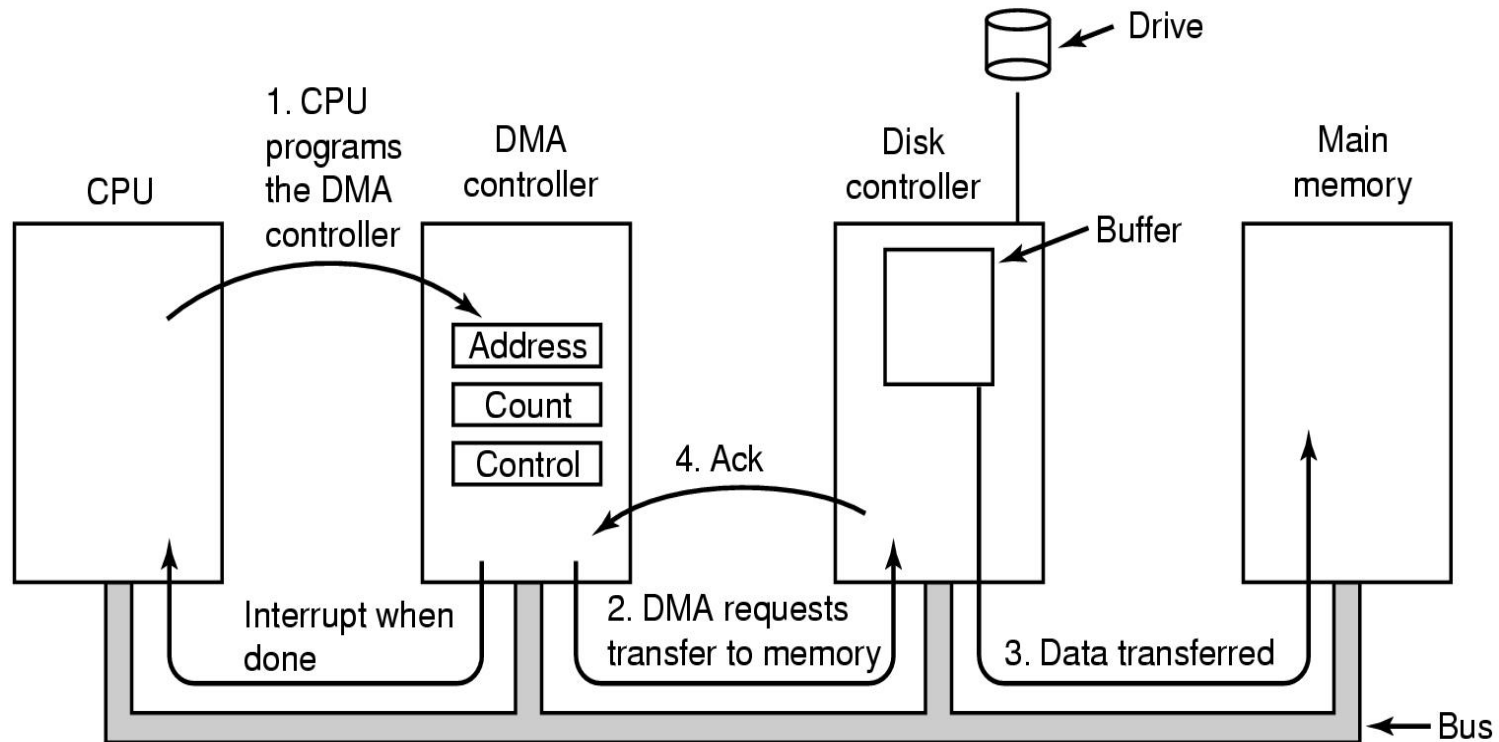 Drive
1. CPU
programs
the DMA
controller
CPU
DMA
controller
Disk
controller
Main
memory
Buffer
Address
Count
Control
4. Ack
Interrupt when
done
2. DMA requests
transfer to memory
3. Data transferred
Bus